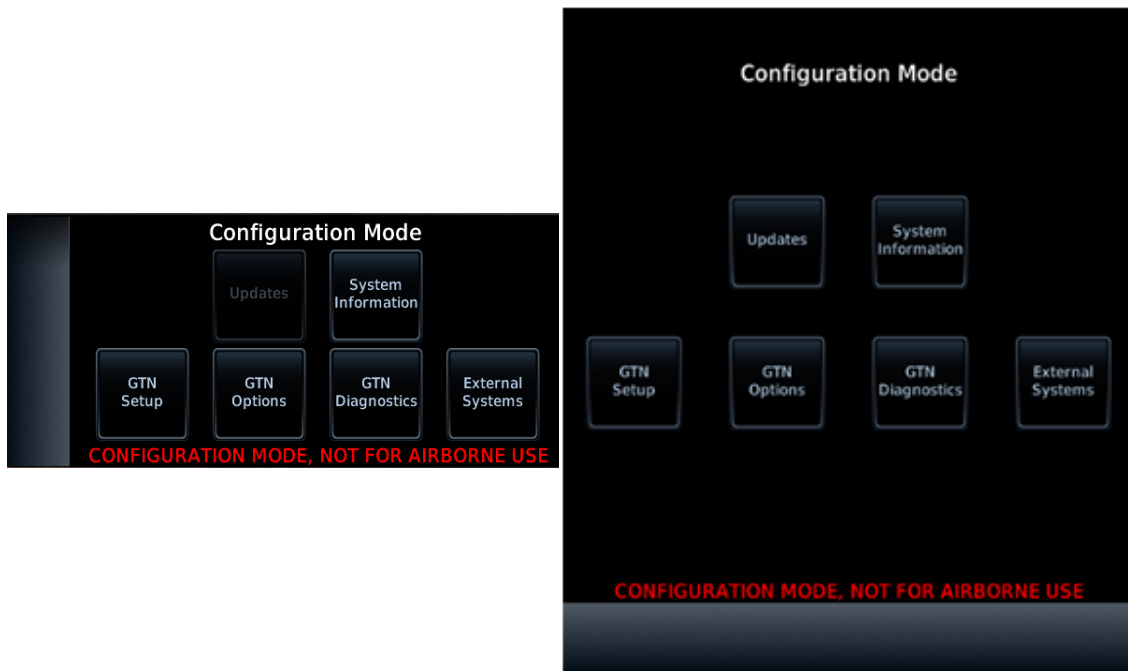 Configuration Mode
Updates
System
Information
GTN
Setup
GTN
Options
GTN
Diagnostics
External
Systems
CONFIGURATION MODE, NOT FOR AIRBORNE USE
Configuration Mode
Updates
System
Information
GTN
Setup
GTN
Options
GTN
Diagnostics
External
Systems
CONFIGURATION MODE, NOT FOR AIRBORNE USE